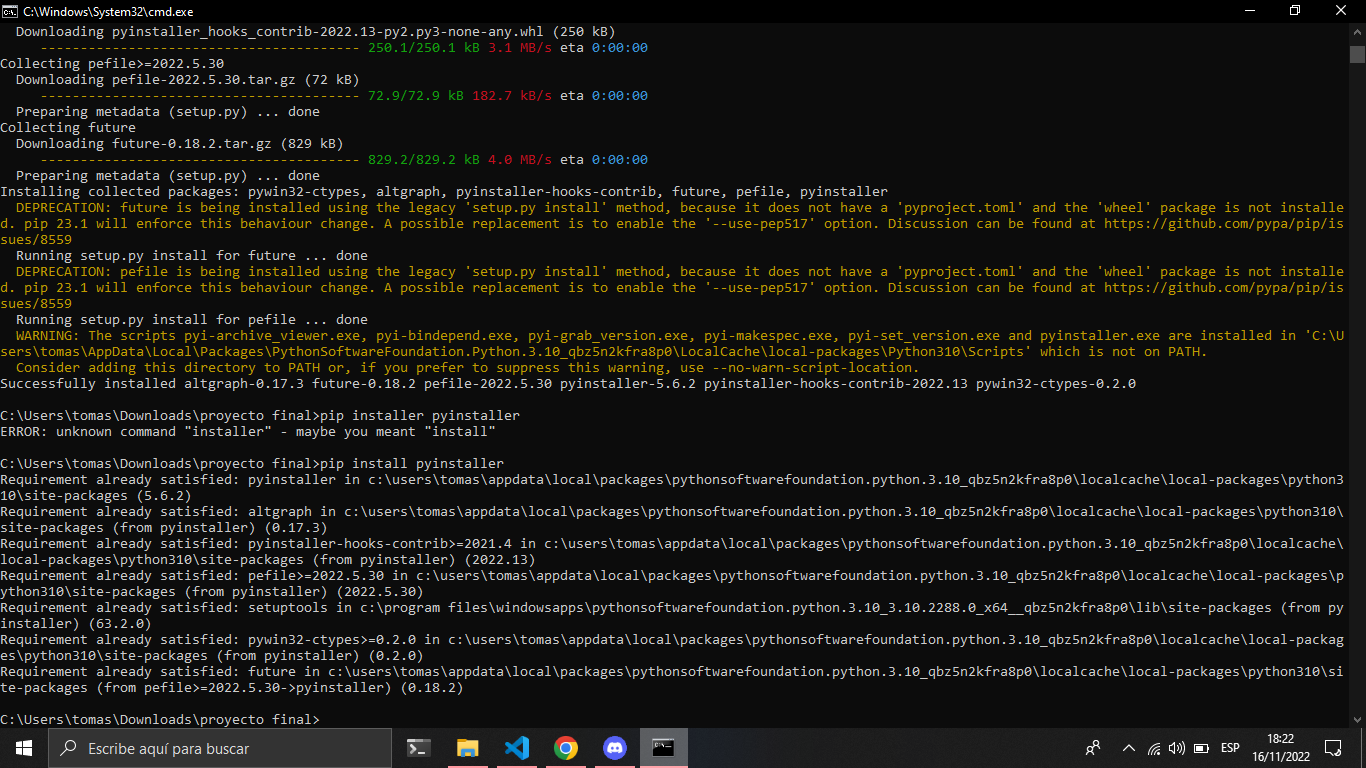 C:\Windows\System32\cmd.exe
  Downloading pyinstaller_hooks_contrib-2022.13-py2.py3-none-any.whl (250 kB)
     ---------------------------------------- 250.1/250.1 kB 3.1 MB/s eta 0:00:00
Collecting pefile>=2022.5.30
  Downloading pefile-2022.5.30.tar.gz (72 kB)
     ---------------------------------------- 72.9/72.9 kB 182.7 kB/s eta 0:00:00
  Preparing metadata (setup.py) ... done
Collecting future
  Downloading future-0.18.2.tar.gz (829 kB)
     ---------------------------------------- 829.2/829.2 kB 4.0 MB/s eta 0:00:00
  Preparing metadata (setup.py) ... done
Installing collected packages: pywin32-ctypes, altgraph, pyinstaller-hooks-contrib, future, pefile, pyinstaller
  DEPRECATION: future is being installed using the legacy 'setup.py install' method, because it does not have a 'pyproject.toml' and the 'wheel' package is not installe
d. pip 23.1 will enforce this behaviour change. A possible replacement is to enable the '--use-pep517' option. Discussion can be found at https://github.com/pypa/pip/is
sues/8559
  Running setup.py install for future ... done
  DEPRECATION: pefile is being installed using the legacy 'setup.py install' method, because it does not have a 'pyproject.toml' and the 'wheel' package is not installe
d. pip 23.1 will enforce this behaviour change. A possible replacement is to enable the '--use-pep517' option. Discussion can be found at https://github.com/pypa/pip/is
sues/8559
  Running setup.py install for pefile ... done
  WARNING: The scripts pyi-archive_viewer.exe, pyi-bindepend.exe, pyi-grab_version.exe, pyi-makespec.exe, pyi-set_version.exe and pyinstaller.exe are installed in 'C:\U
sers\tomas\AppData\Local\Packages\PythonSoftwareFoundation.Python.3.10_qbz5n2kfra8p0\LocalCache\local-packages\Python310\Scripts' which is not on PATH.
  Consider adding this directory to PATH or, if you prefer to suppress this warning, use --no-warn-script-location.
Successfully installed altgraph-0.17.3 future-0.18.2 pefile-2022.5.30 pyinstaller-5.6.2 pyinstaller-hooks-contrib-2022.13 pywin32-ctypes-0.2.0
C:\Users\tomas\Downloads\proyecto final>pip installer pyinstaller
ERROR: unknown command "installer" - maybe you meant "install"
C:\Users\tomas\Downloads\proyecto final>pip install pyinstaller
Requirement already satisfied: pyinstaller in c:\users\tomas\appdata\local\packages\pythonsoftwarefoundation.python.3.10_qbz5n2kfra8p0\localcache\local-packages\python3
10\site-packages (5.6.2)
Requirement already satisfied: altgraph in c:\users\tomas\appdata\local\packages\pythonsoftwarefoundation.python.3.10_qbz5n2kfra8p0\localcache\local-packages\python310\
site-packages (from pyinstaller) (0.17.3)
Requirement already satisfied: pyinstaller-hooks-contrib>=2021.4 in c:\users\tomas\appdata\local\packages\pythonsoftwarefoundation.python.3.10_qbz5n2kfra8p0\localcache\
local-packages\python310\site-packages (from pyinstaller) (2022.13)
Requirement already satisfied: pefile>=2022.5.30 in c:\users\tomas\appdata\local\packages\pythonsoftwarefoundation.python.3.10_qbz5n2kfra8p0\localcache\local-packages\p
ython310\site-packages (from pyinstaller) (2022.5.30)
Requirement already satisfied: setuptools in c:\program files\windowsapps\pythonsoftwarefoundation.python.3.10_3.10.2288.0_x64__qbz5n2kfra8p0\lib\site-packages (from py
installer) (63.2.0)
Requirement already satisfied: pywin32-ctypes>=0.2.0 in c:\users\tomas\appdata\local\packages\pythonsoftwarefoundation.python.3.10_qbz5n2kfra8p0\localcache\local-packag
es\python310\site-packages (from pyinstaller) (0.2.0)
Requirement already satisfied: future in c:\users\tomas\appdata\local\packages\pythonsoftwarefoundation.python.3.10_qbz5n2kfra8p0\localcache\local-packages\python310\si
te-packages (from pefile>=2022.5.30->pyinstaller) (0.18.2)
C:\Users\tomas\Downloads\proyecto final>
Escribe aquí para buscar
ESP
18:22
16/11/2022